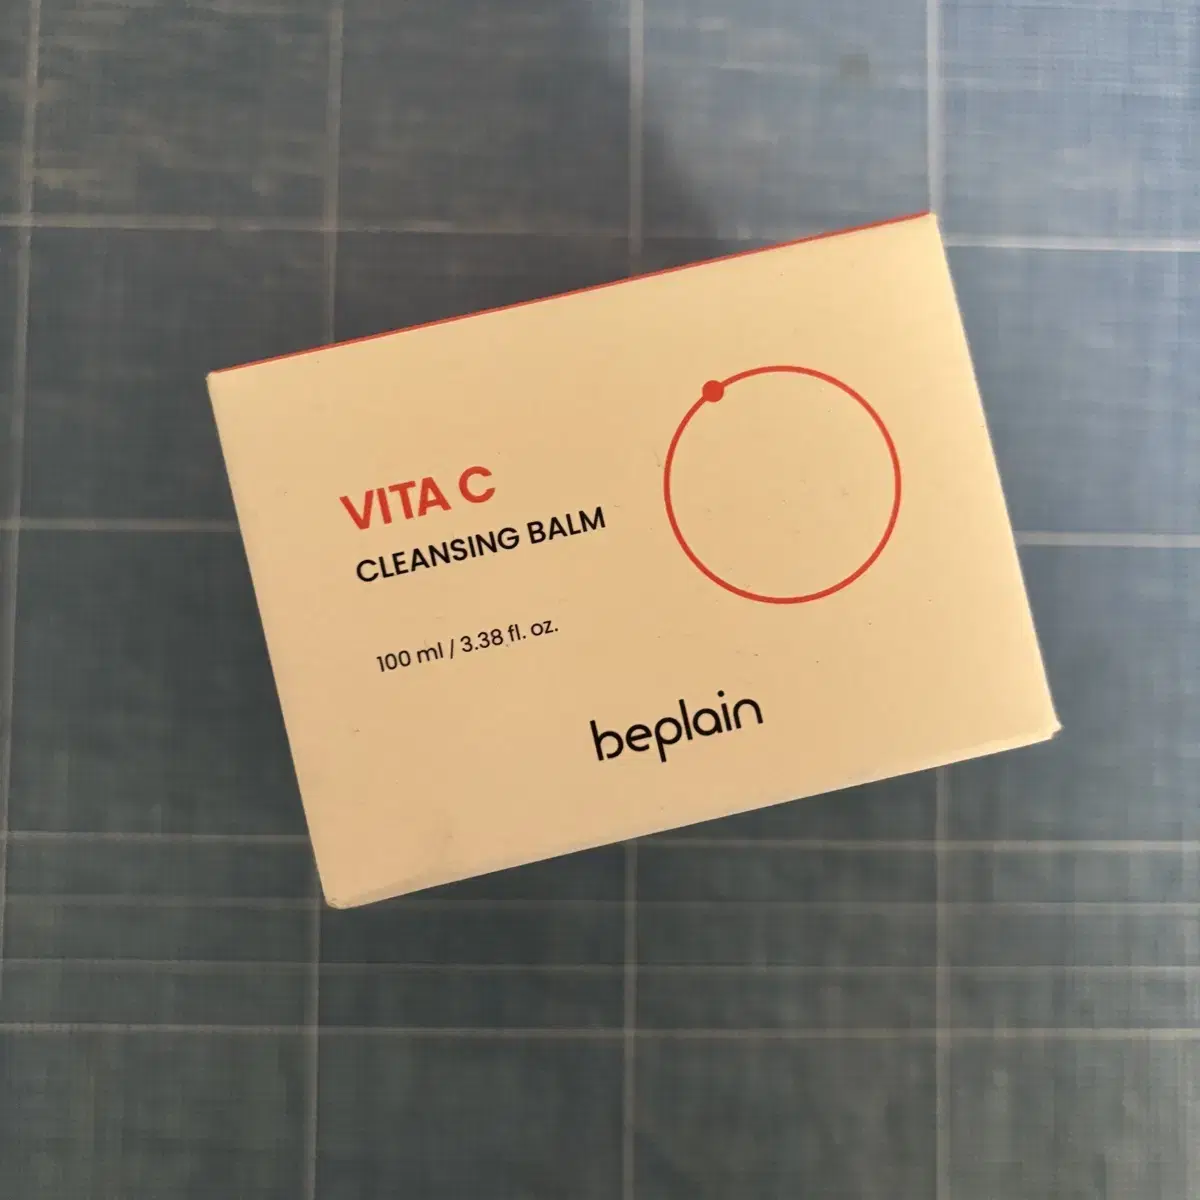 VITA C
CLEANSING BALM
100 ml / 3.38 fl. oz.
beplain